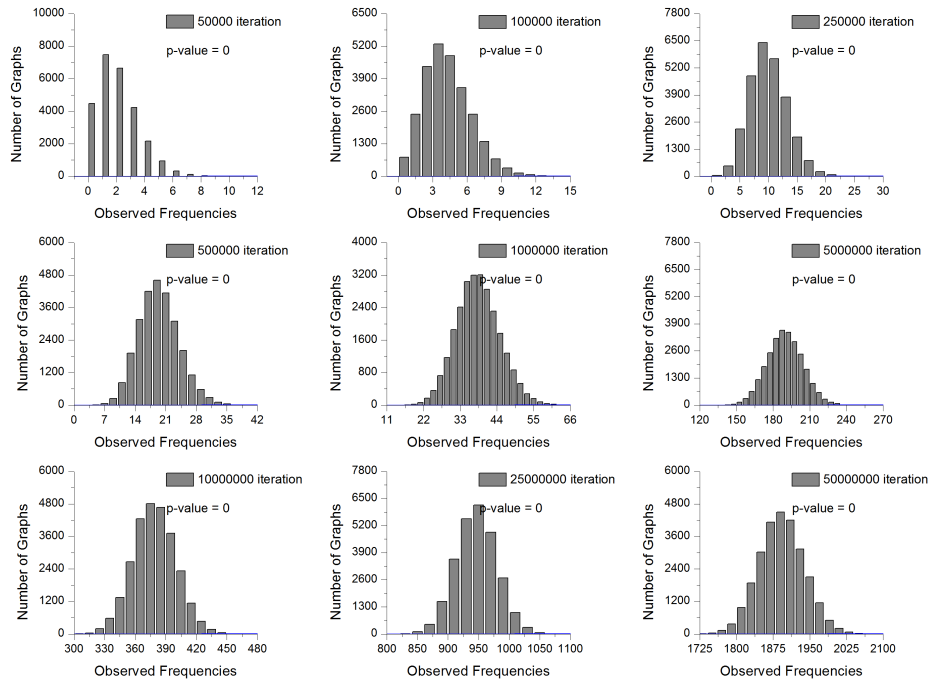 10000
8000
6000
4000
2000
0
Number of Graphs
50000 iteration
p-value = 0
0 2 4 6 8 10 12
Observed Frequencies
6500
5200
3900
2600
1300
0
Number of Graphs
100000 iteration
p-value = 0
0 3 6 9 12 15
Observed Frequencies
7800
6500
5200
3900
2600
1300
0
Number of Graphs
250000 iteration
p-value = 0
0 5 10 15 20 25 30
Observed Frequencies
6000
4800
3600
2400
1200
0
Number of Graphs
500000 iteration
p-value = 0
0 7 14 21 28 35 42
Observed Frequencies
4000
3200
2400
1600
800
0
Number of Graphs
1000000 iteration
p-value = 0
11 22 33 44 55 66
Observed Frequencies
7800
6500
5200
3900
2600
1300
0
Number of Graphs
5000000 iteration
p-value = 0
120 150 180 210 240 270
Observed Frequencies
6000
4800
3600
2400
1200
0
Number of Graphs
10000000 iteration
p-value = 0
300 330 360 390 420 450 480
Observed Frequencies
7800
6500
5200
3900
2600
1300
0
Number of Graphs
25000000 iteration
p-value = 0
800 850 900 950 1000 1050 1100
Observed Frequencies
6000
4800
3600
2400
1200
0
Number of Graphs
50000000 iteration
p-value = 0
1725 1800 1875 1950 2025 2100
Observed Frequencies